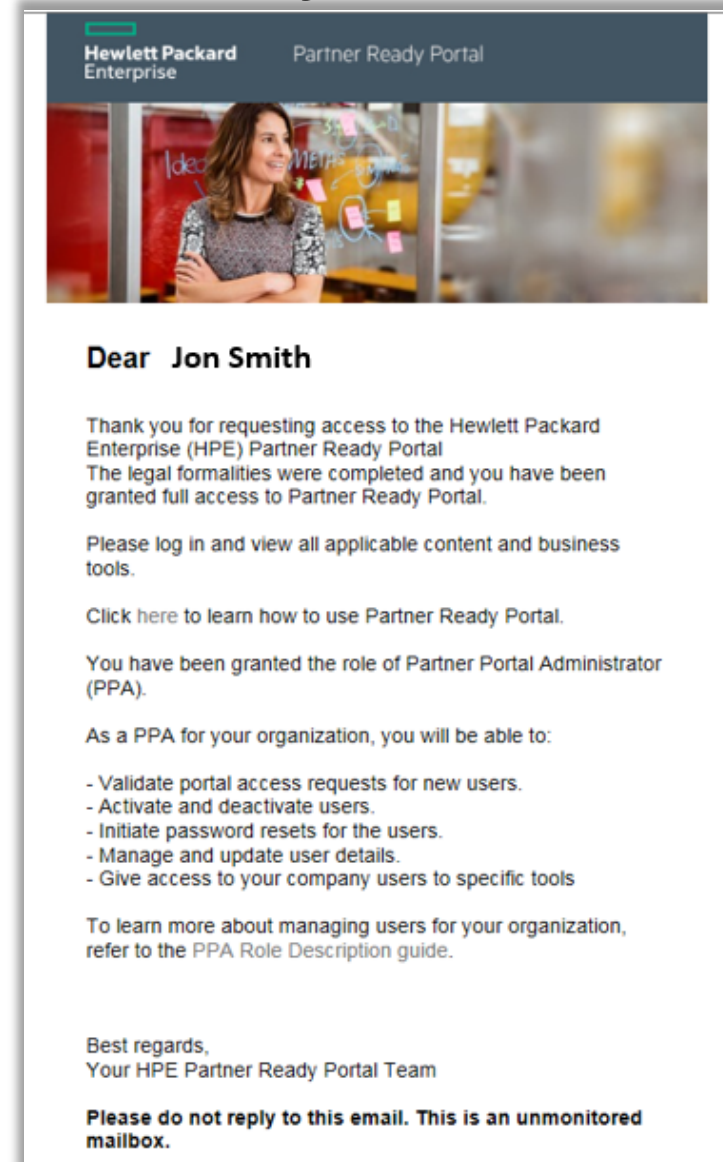 Hewlett Packard
Enterprise
Partner Ready Portal
Dear Jon Smith
Thank you for requesting access to the Hewlett Packard
Enterprise (HPE) Partner Ready Portal
The legal formalities were completed and you have been
granted full access to Partner Ready Portal.
Please log in and view all applicable content and business
tools.
Click here to learn how to use Partner Ready Portal.
You have been granted the role of Partner Portal Administrator
(PPA).
As a PPA for your organization, you will be able to:
- Validate portal access requests for new users.
- Activate and deactivate users.
- Initiate password resets for the users.
- Manage and update user details.
- Give access to your company users to specific tools
To learn more about managing users for your organization,
refer to the PPA Role Description guide.
Best regards,
Your HPE Partner Ready Portal Team
Please do not reply to this email. This is an unmonitored
mailbox.